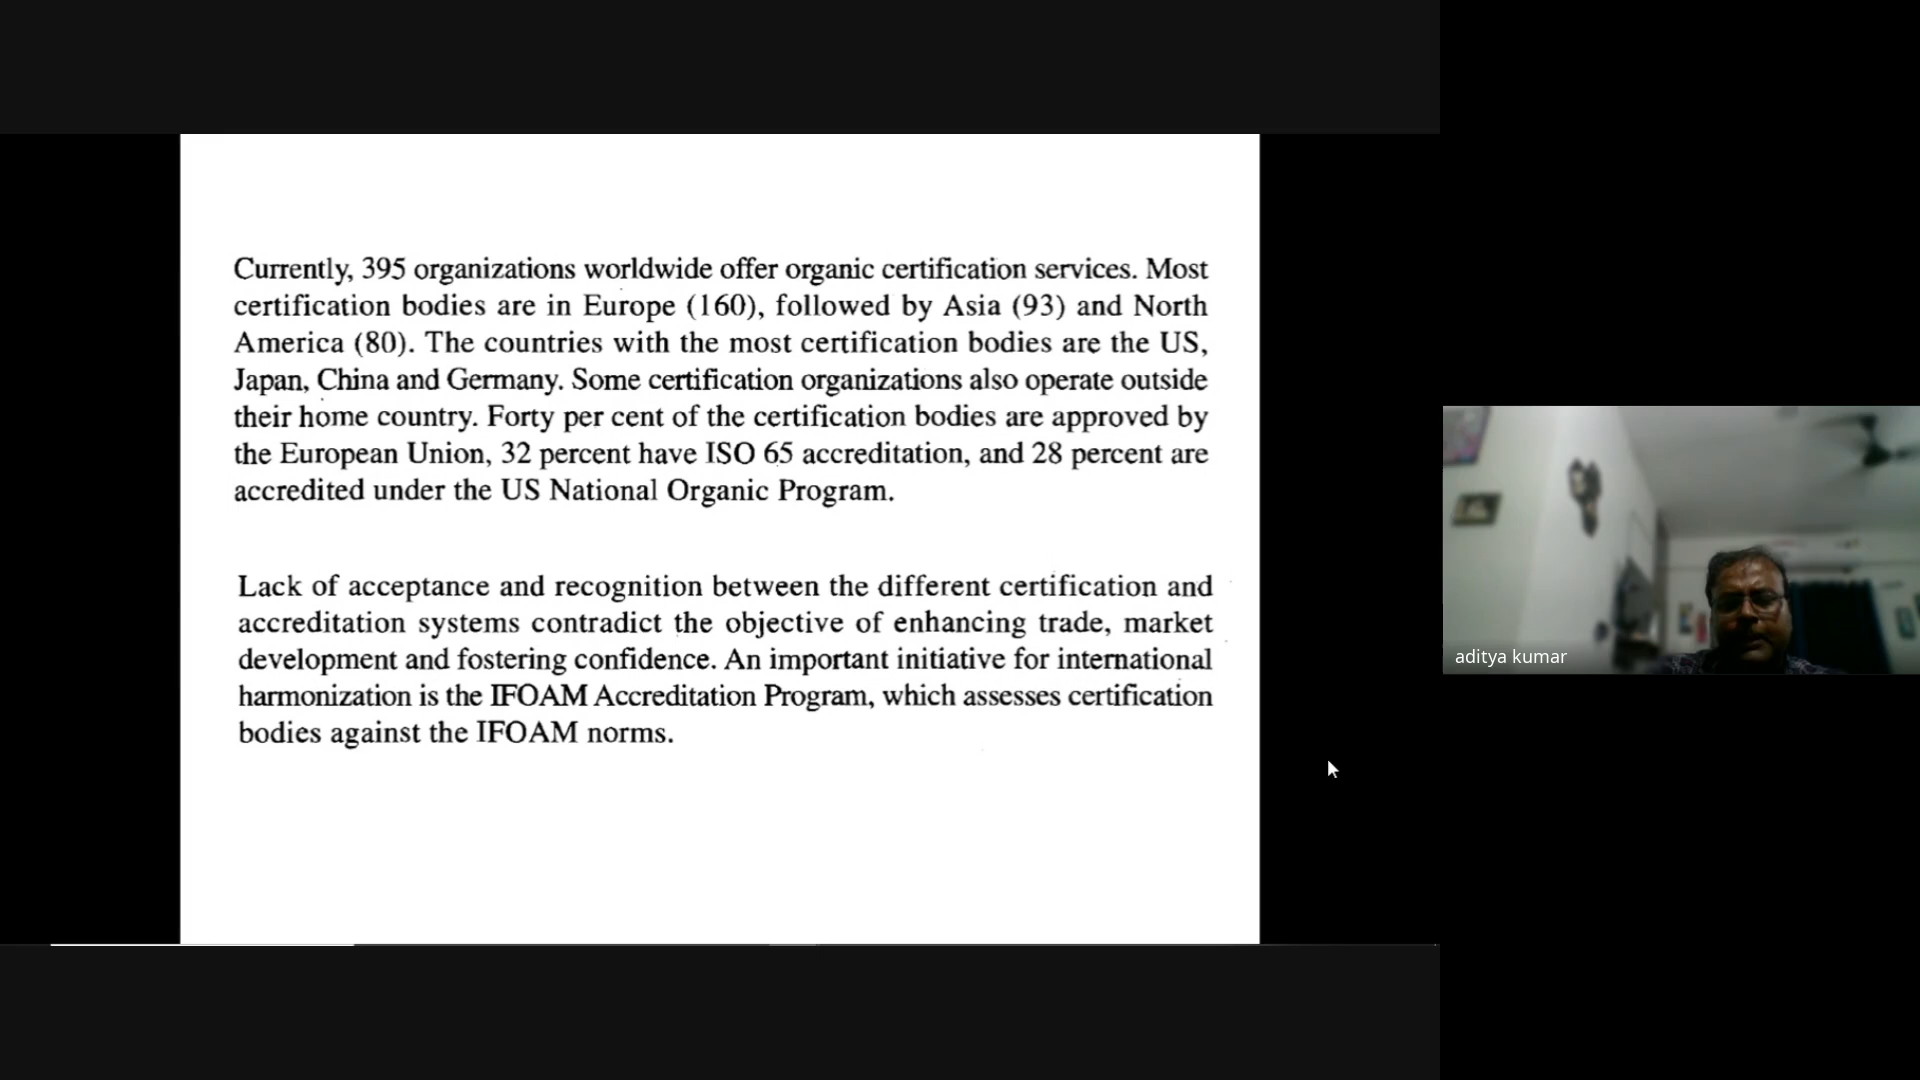 Currently, 395 organizations worldwide offer organic certification services. Most
certification bodies are in Europe (160), followed by Asia (93) and North
America (80). The countries with the most certification bodies are the US,
Japan, China and Germany. Some certification organizations also operate outside
their home country. Forty per cent of the certification bodies are approved by
the European Union, 32 percent have ISO 65 accreditation, and 28 percent are
accredited under the US National Organic Program.
Lack of acceptance and recognition between the different certification and
accreditation systems contradict the objective of enhancing trade, market
development and fostering confidence. An important initiative for international
harmonization is the IFOAM Accreditation Program, which assesses certification
bodies against the IFOAM norms.
aditya kumar